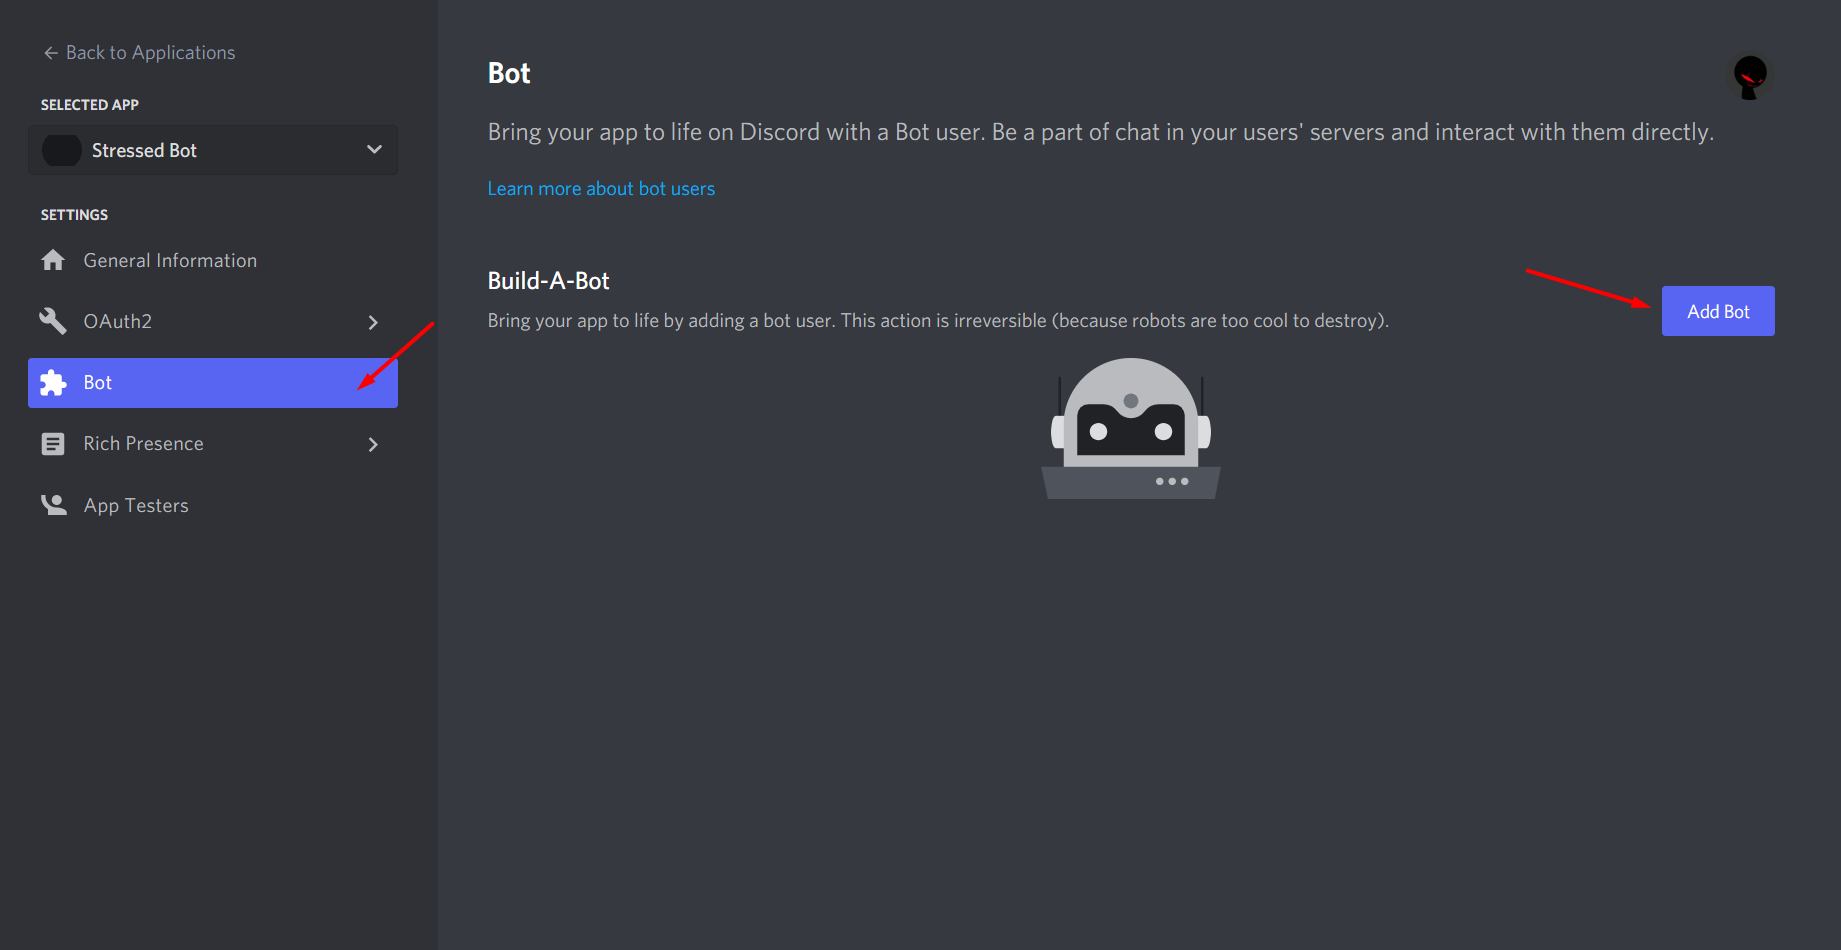 Back to Applications
SELECTED APP
Stressed Bot
SETTINGS
General Information
OAuth2
Bot
Rich Presence
App Testers
Bot
Bring your app to life on Discord with a Bot user. Be a part of chat in your users' servers and interact with them directly.
Learn more about bot users
Build-A-Bot
Bring your app to life by adding a bot user. This action is irreversible (because robots are too cool to destroy).
Add Bot